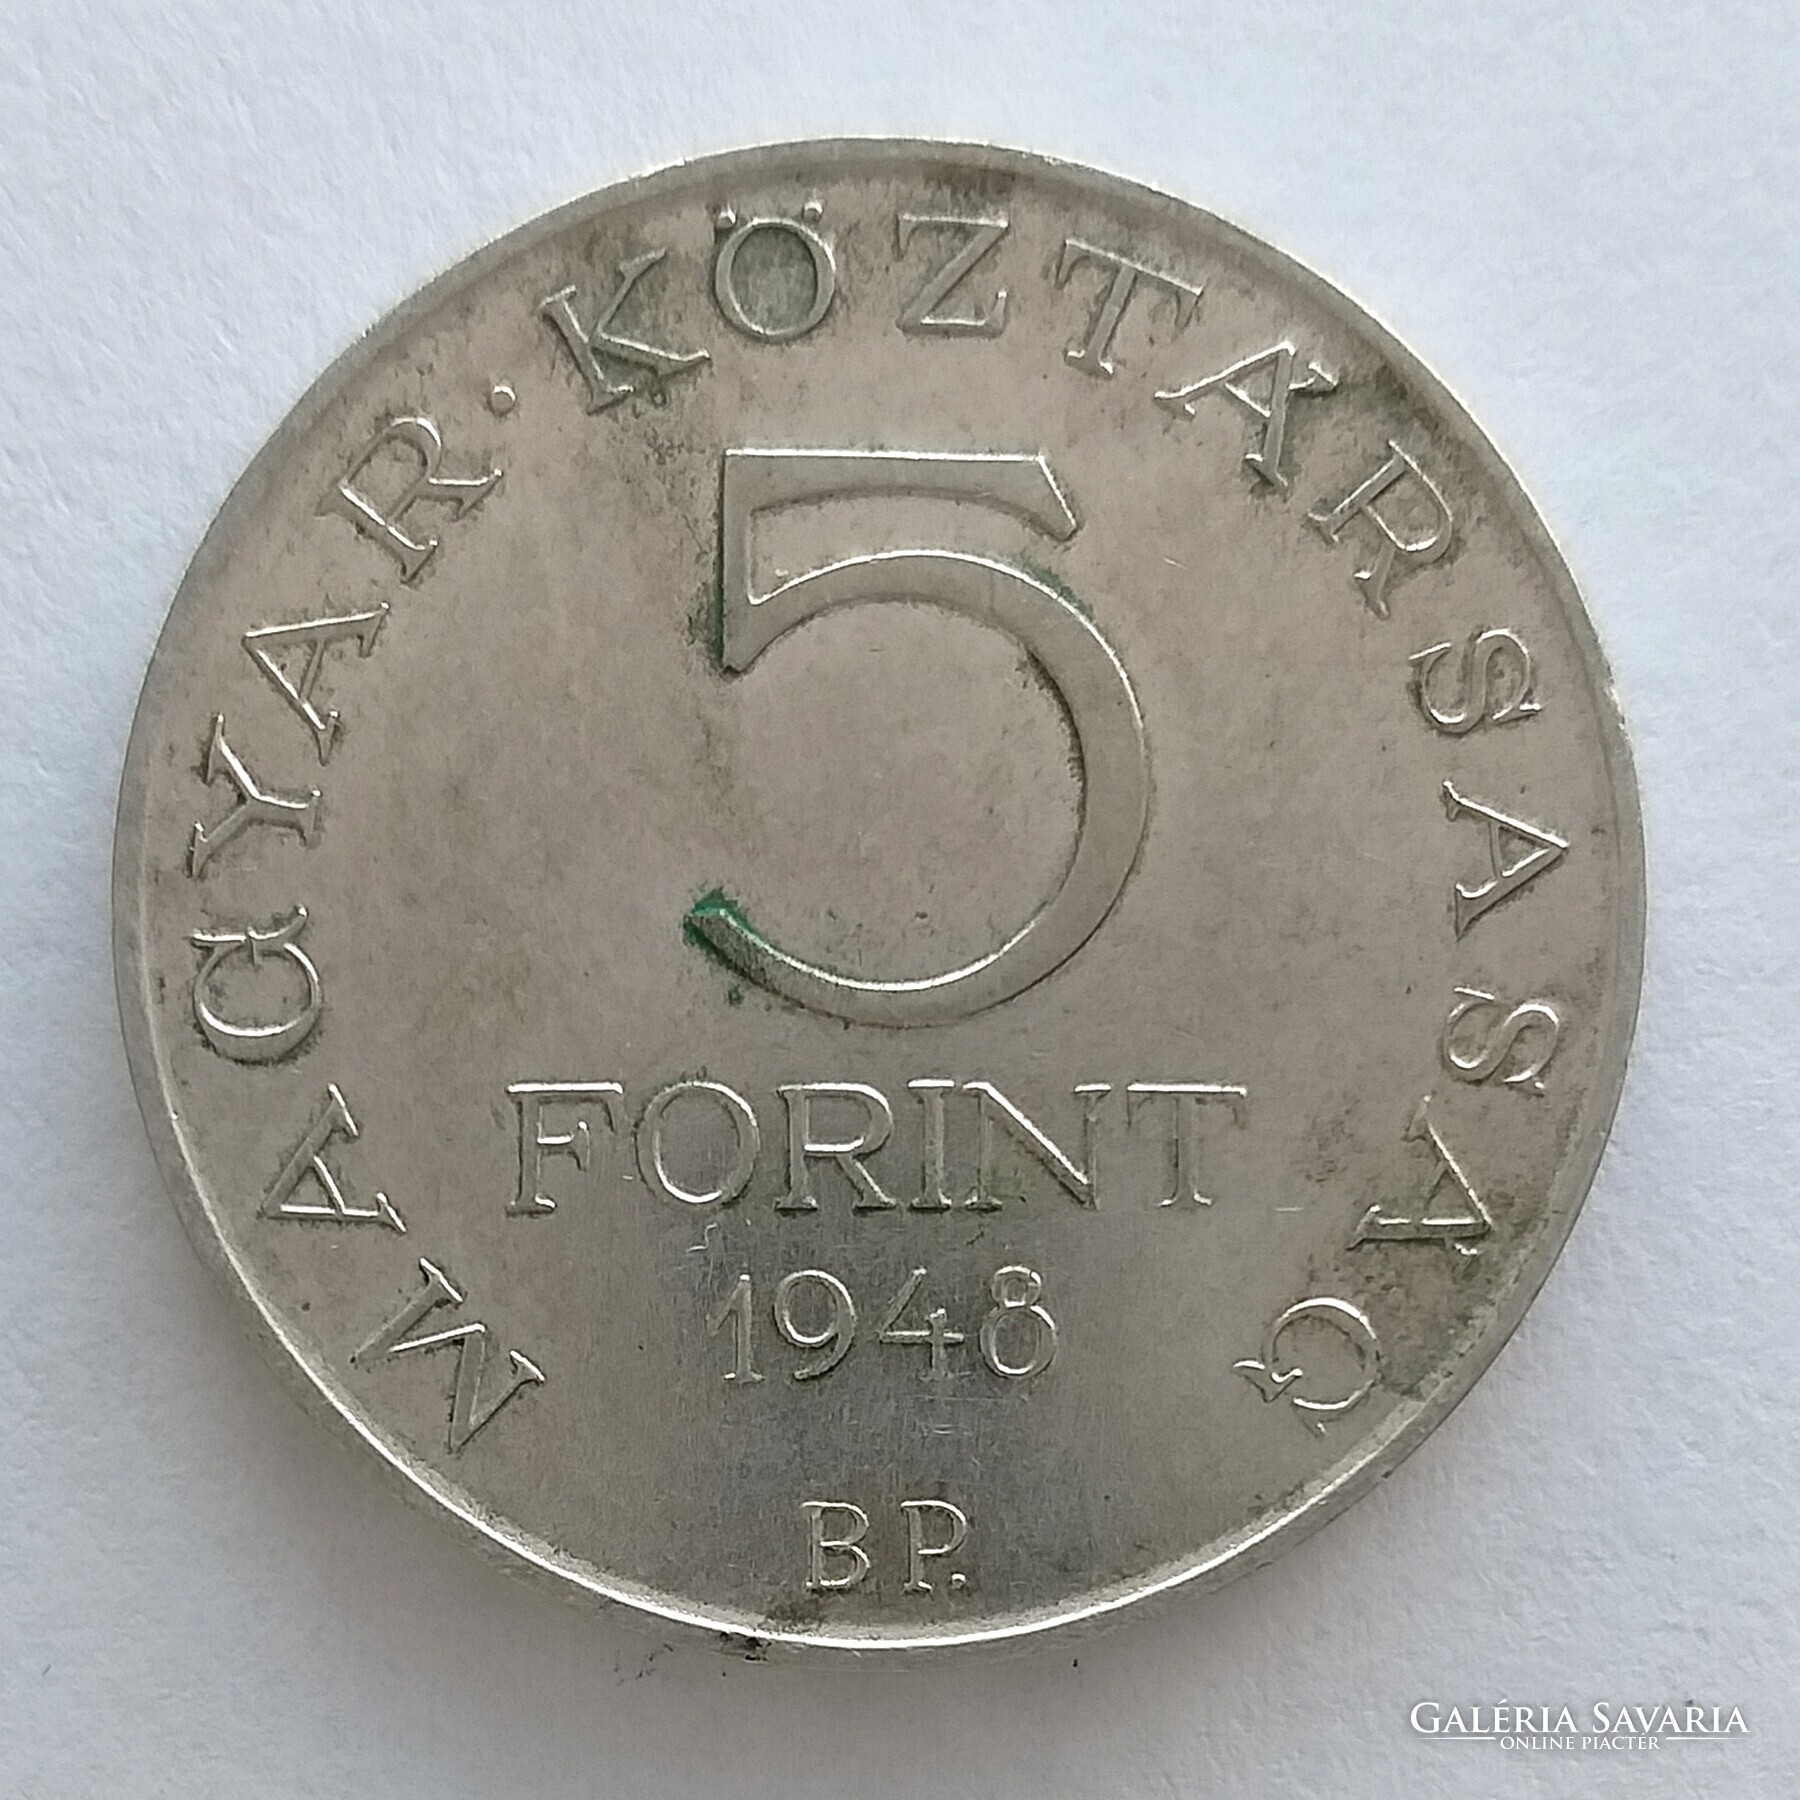 MAGYAR · KÖZTÁRSASÁG
5
FORINT
1948
BP.
GALÉRIA SAVARIA
ONLINE PIACTÉR